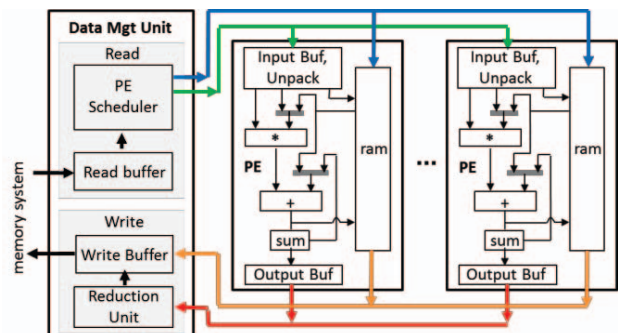 Data Mgt Unit
Read
PE
Scheduler
Read buffer
memory system
Write
Write Buffer
Reduction
Unit
Input Buf,
Unpack
*
PE
ram
+
sum
Output Buf
...
Input Buf,
Unpack
*
PE
ram
+
sum
Output Buf